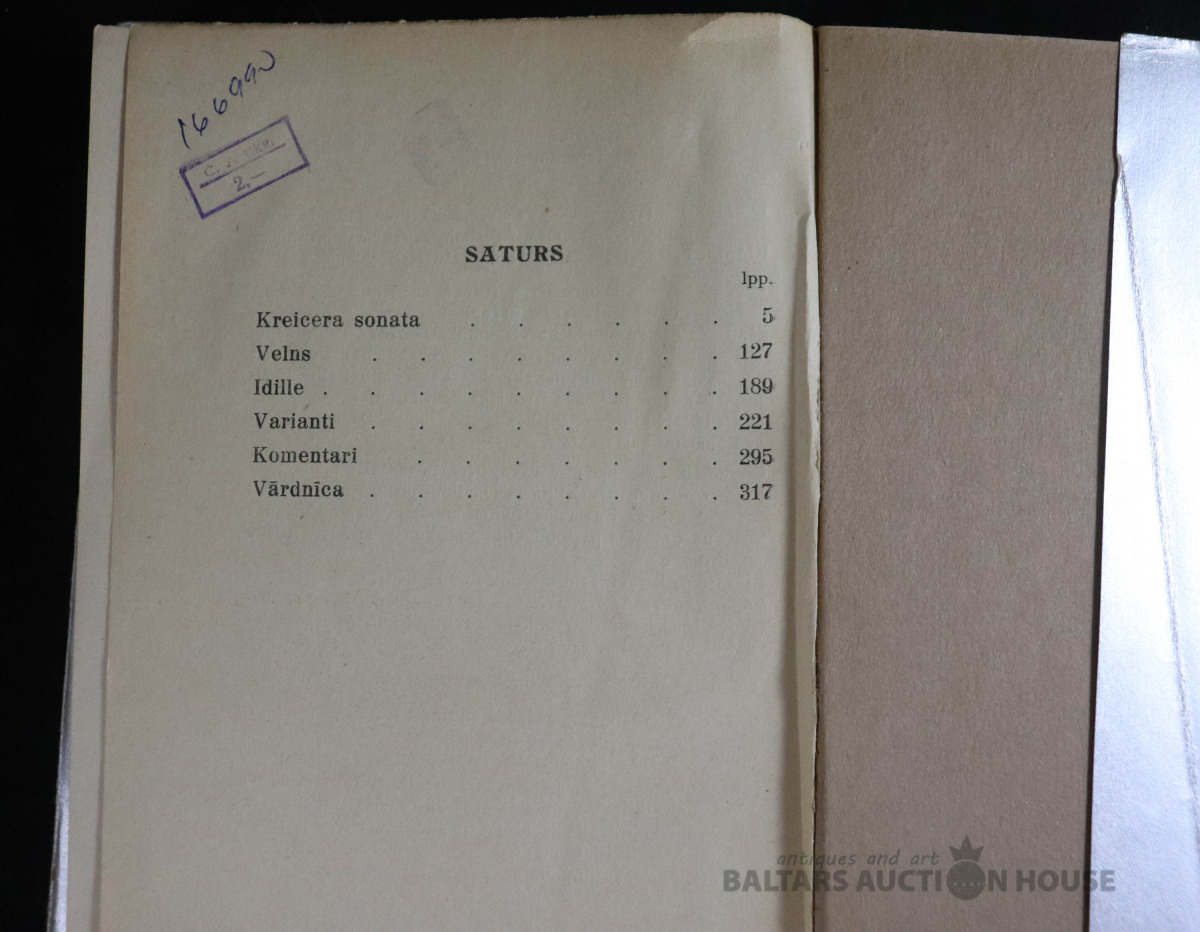 166990
2,—
SATURS
lpp.
Kreicera sonata . . . . . . 5
Velns . . . . . . . . 127
Idille . . . . . . . . . 189
Varianti . . . . . . . . 221
Komentari . . . . . . . 295
Vārdnīca . . . . . . . . 317
antiques and art
BALTARS AUCTION HOUSE